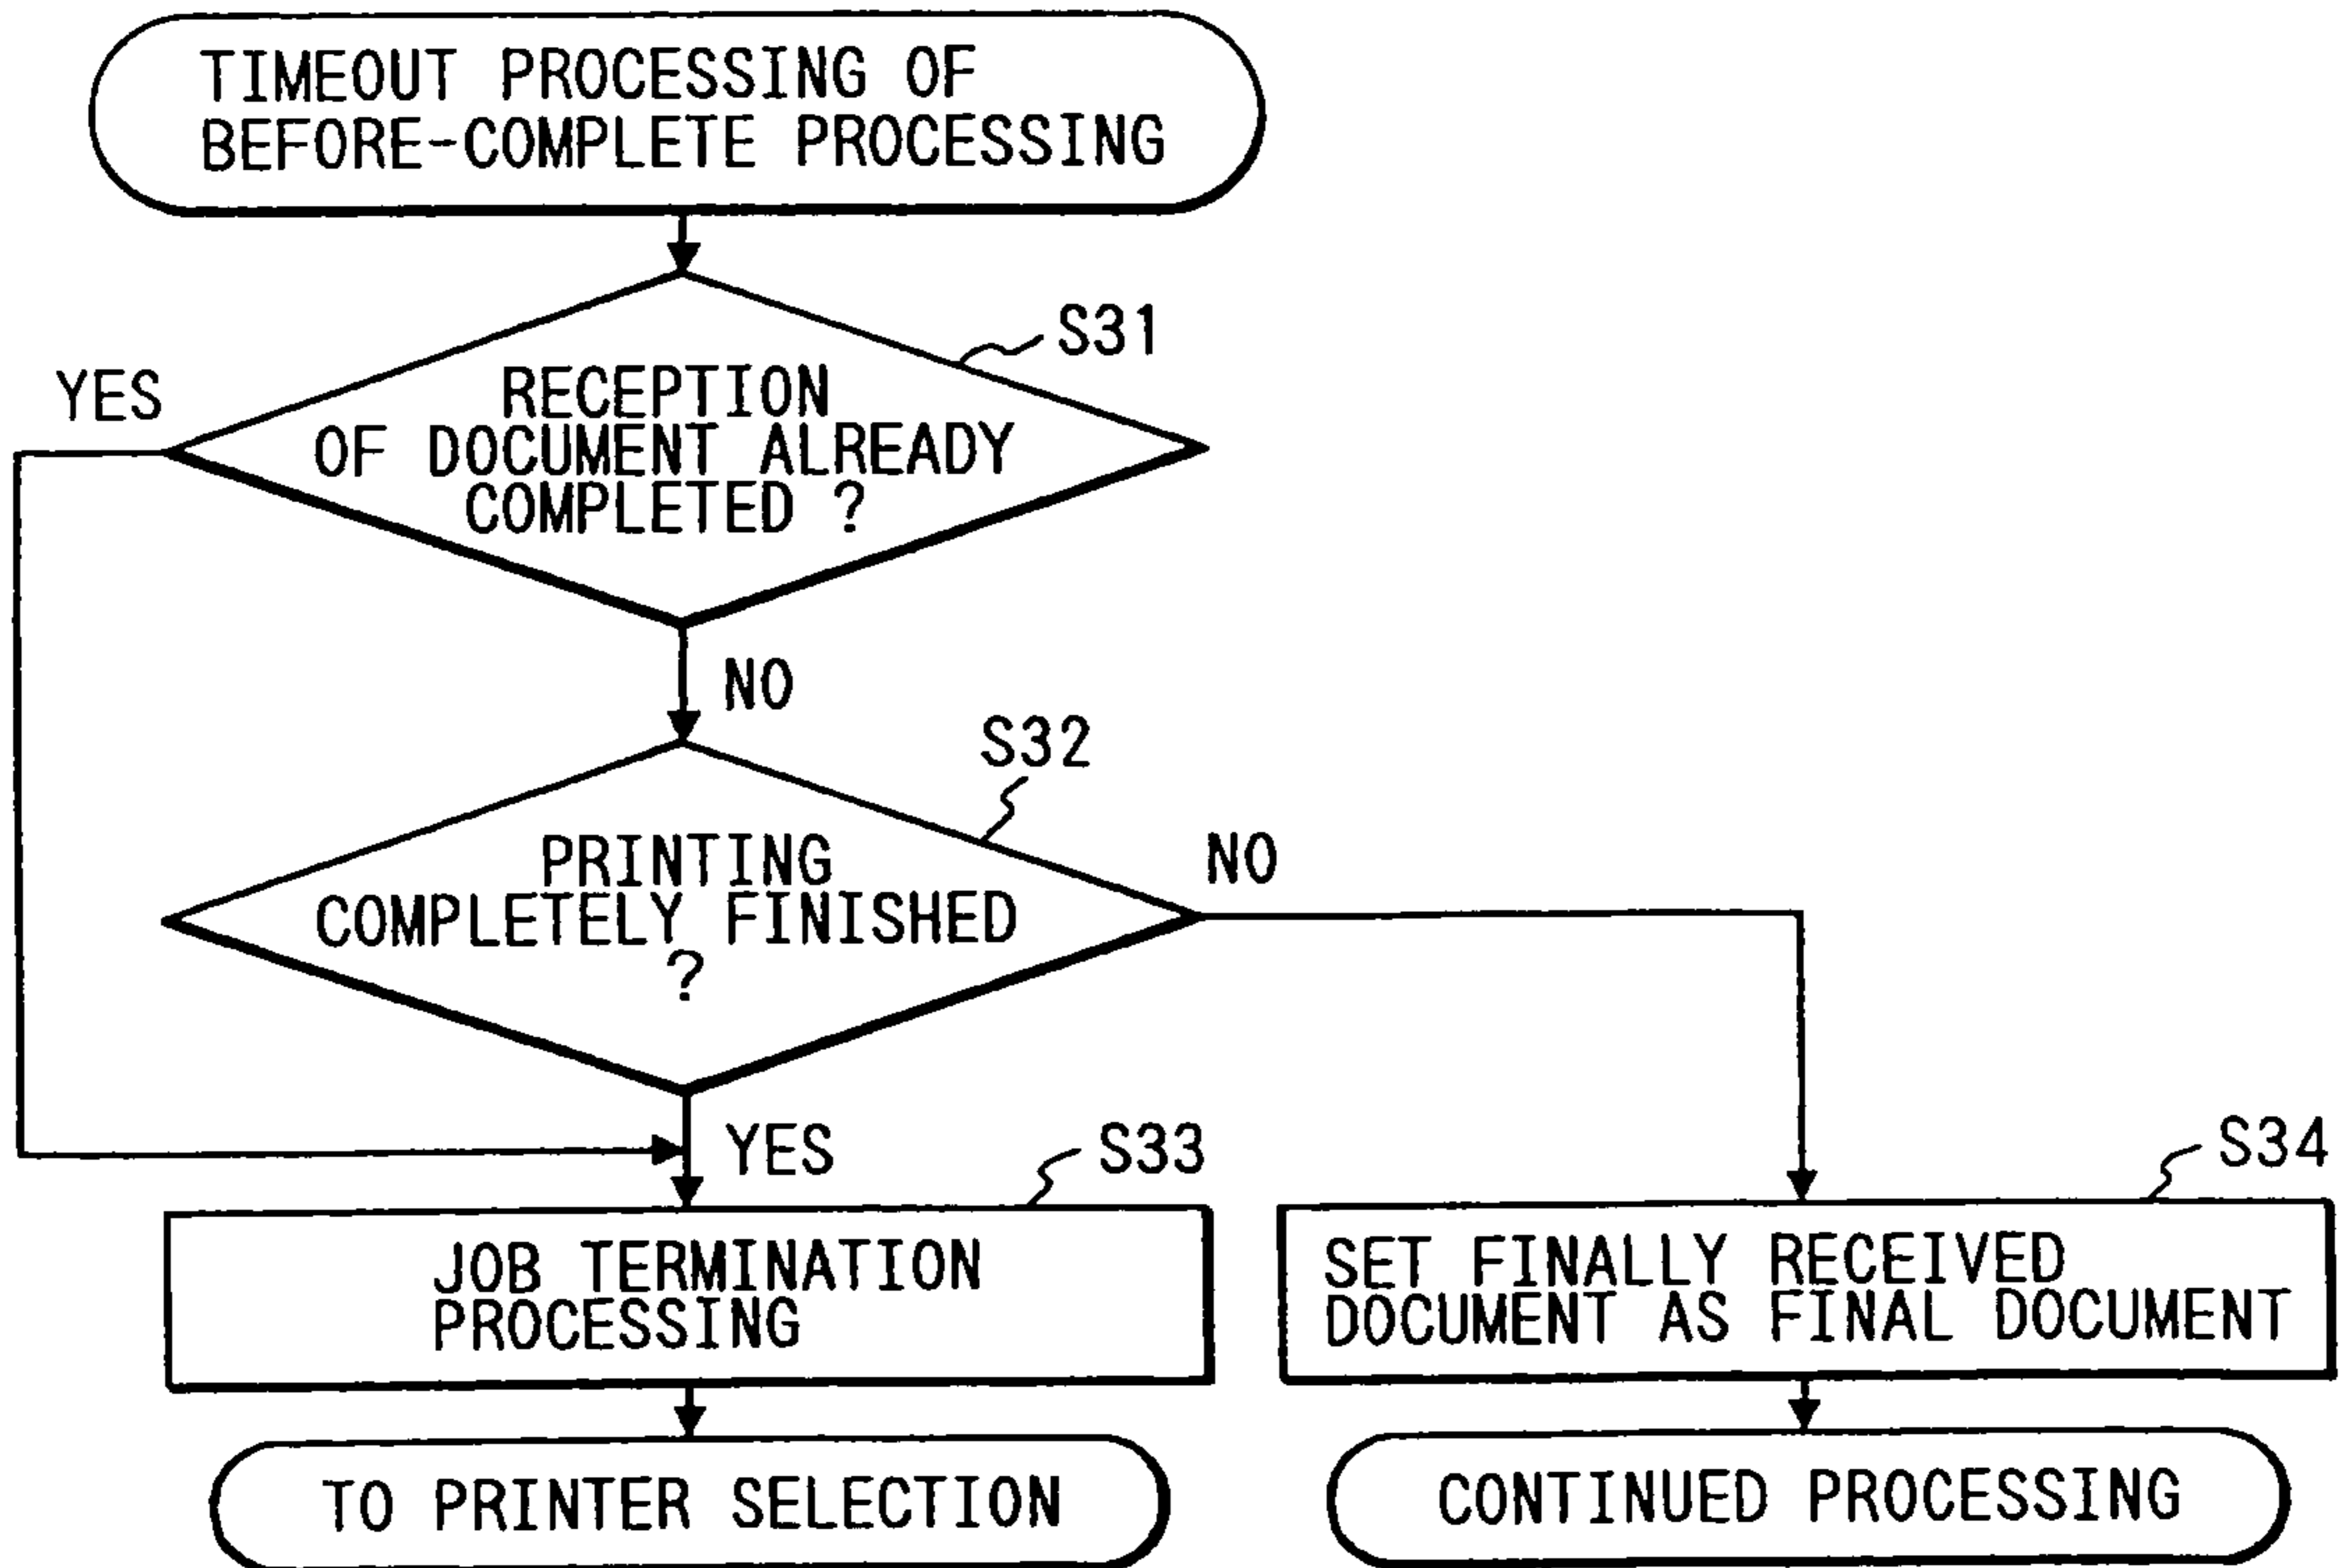 TIMEOUT PROCESSING OF
BEFORE-COMPLETE PROCESSING
S31
YES
RECEPTION
OF DOCUMENT ALREADY
COMPLETED ?
NO
S32
PRINTING
COMPLETELY FINISHED
?
NO
YES
S33
S34
JOB TERMINATION
PROCESSING
SET FINALLY RECEIVED
DOCUMENT AS FINAL DOCUMENT
TO PRINTER SELECTION
CONTINUED PROCESSING